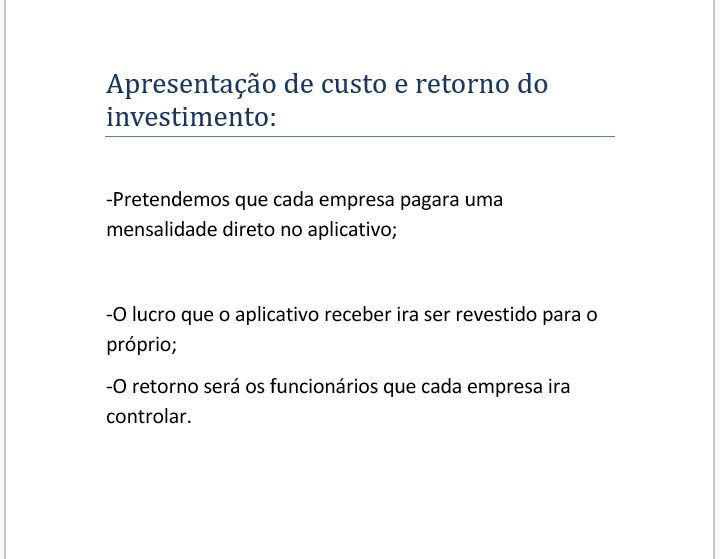 Apresentação de custo e retorno do
investimento:
-Pretendemos que cada empresa pagara uma
mensalidade direto no aplicativo;
-O lucro que o aplicativo receber ira ser revestido para o
próprio;
-O retorno será os funcionários que cada empresa ira
controlar.